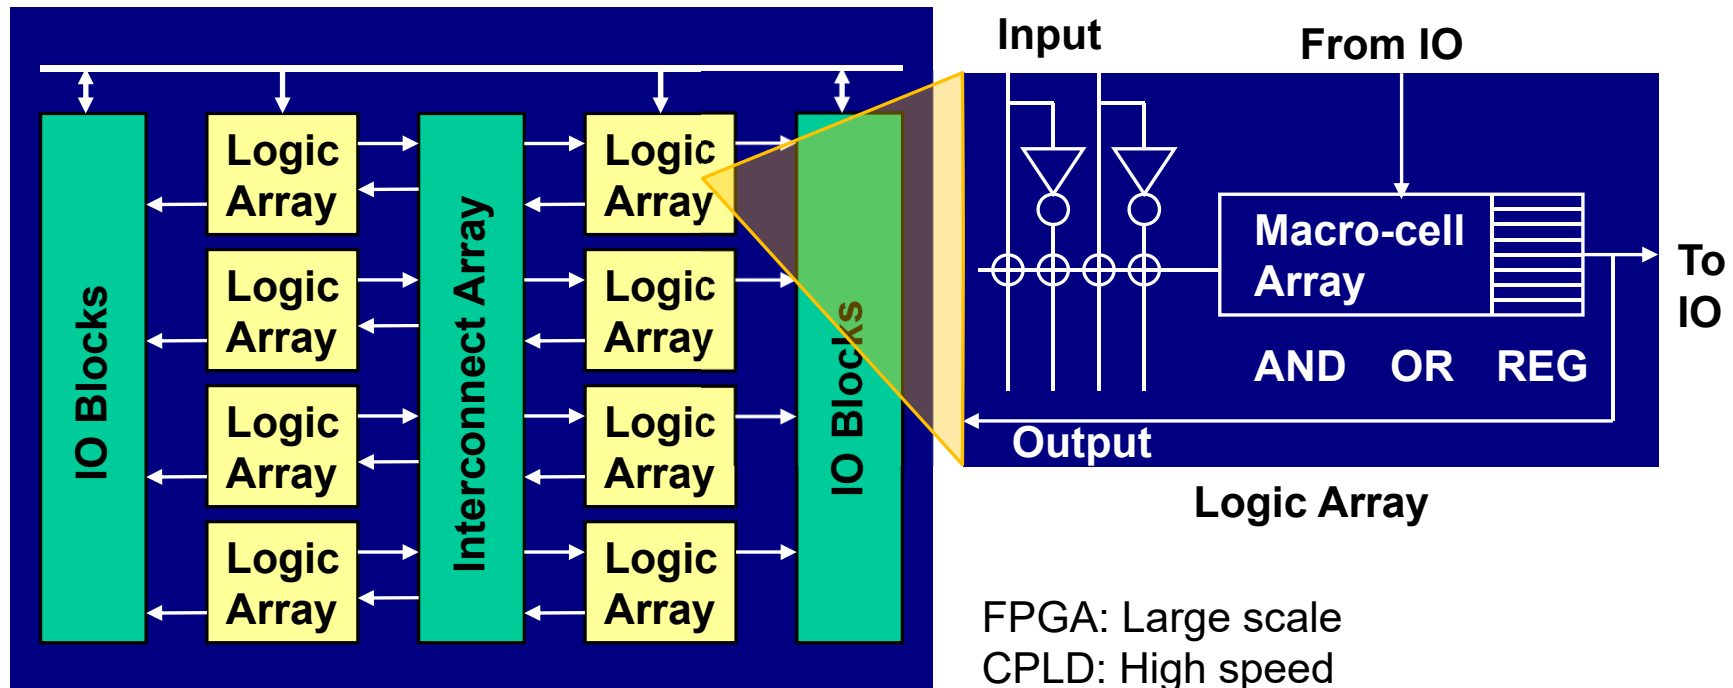 IO Blocks
Logic
Array
Logic
Array
Logic
Array
Logic
Array
Interconnect Array
Logic
Array
Logic
Array
Logic
Array
Logic
Array
IO Blocks
Input
From IO
Macro-cell
Array
To
IO
AND OR REG
Output
Logic Array
FPGA: Large scale
CPLD: High speed